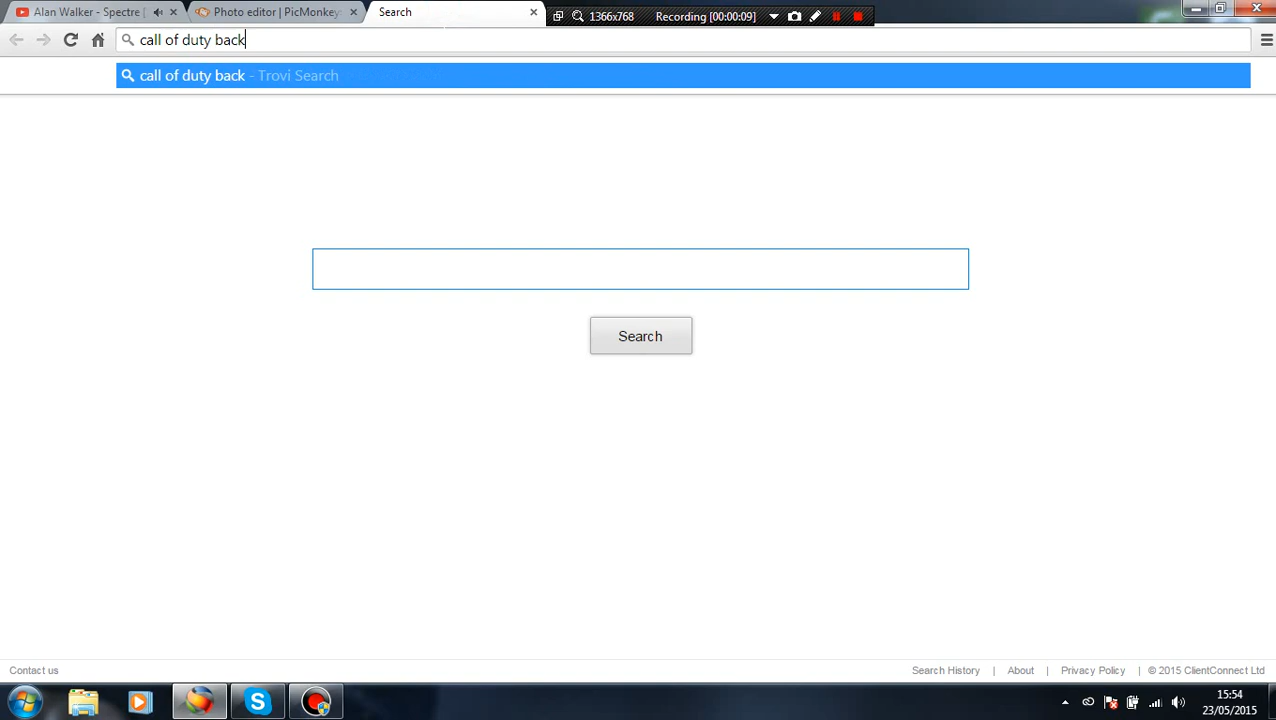 Alan Walker - Spectre [
Photo editor | PicMonkey
Search
1366x768
Recording [00:00:09]
call of duty back
call of duty back - Trovi Search
Search
Contact us
Search History | About | Privacy Policy | © 2015 ClientConnect Ltd
15:54
23/05/2015